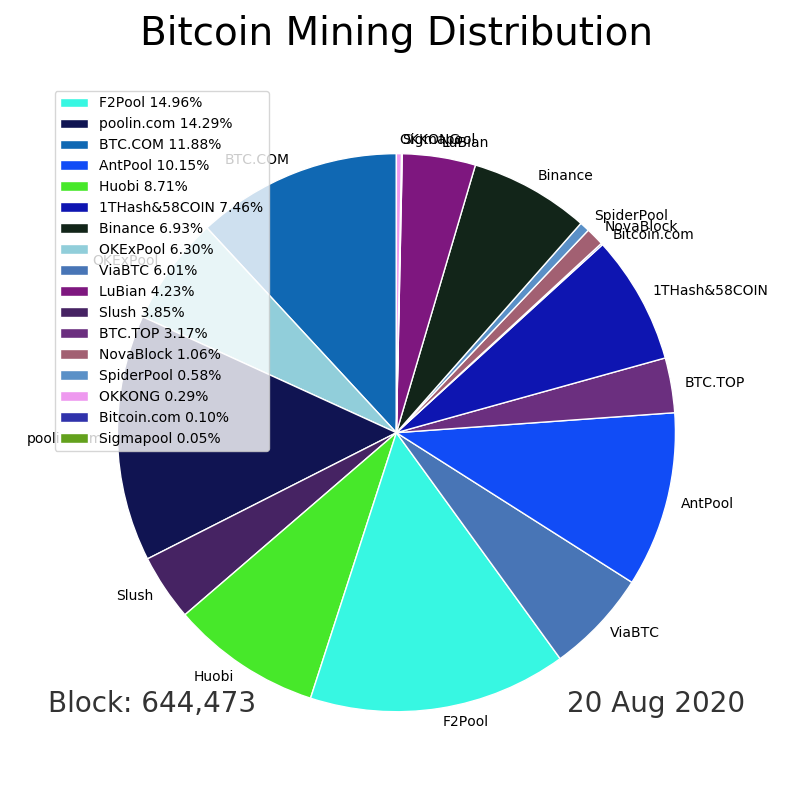 Bitcoin Mining Distribution
F2Pool 14.96%
poolin.com 14.29%
BTC.COM 11.88%
AntPool 10.15%
Huobi 8.71%
1THash&58COIN 7.46%
Binance 6.93%
OKExPool 6.30%
ViaBTC 6.01%
LuBian 4.23%
Slush 3.85%
BTC.TOP 3.17%
NovaBlock 1.06%
SpiderPool 0.58%
OKKONG 0.29%
Bitcoin.com 0.10%
Sigmapool 0.05%
OKKONG
Sigmapool
LuBian
BTC.COM
Binance
SpiderPool
NovaBlock
Bitcoin.com
OKExPool
1THash&58COIN
BTC.TOP
poolin.com
AntPool
Slush
ViaBTC
Huobi
F2Pool
Block: 644,473
20 Aug 2020